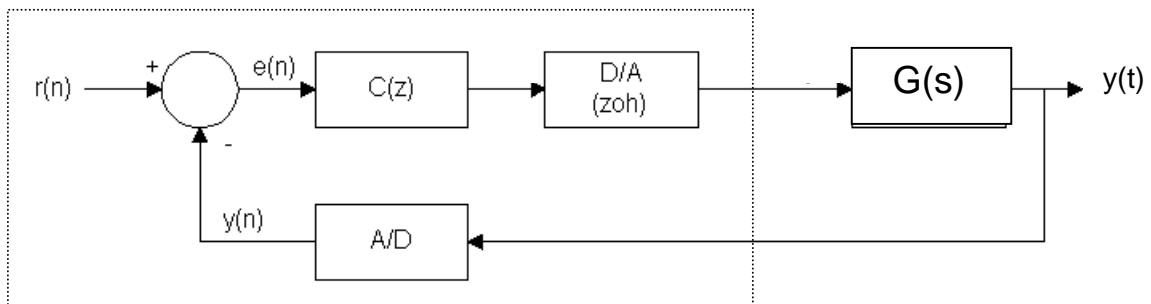 +
e(n)
r(n)
C(z)
D/A
(zoh)
G(s)
y(t)
-
y(n)
A/D